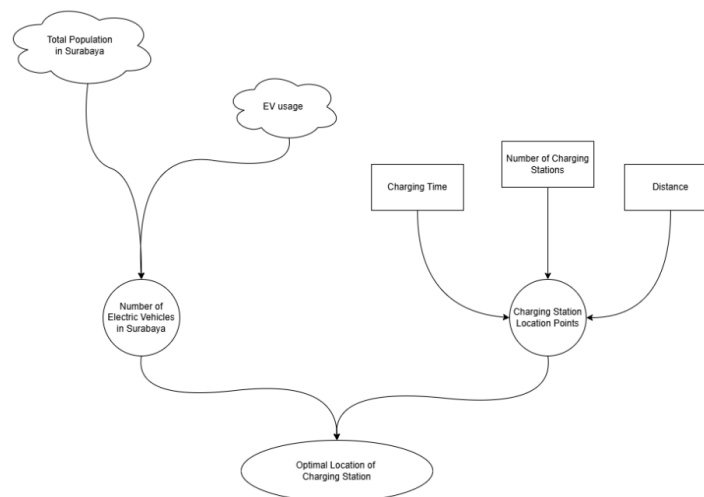 Total Population
in Surabaya
EV usage
Charging Time
Number of Charging
Stations
Distance
Number of
Electric Vehicles
in Surabaya
Charging Station
Location Points
Optimal Location of
Charging Station